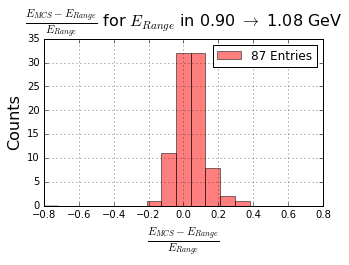 \frac{E_{MCS} - E_{Range}}{E_{Range}} for E_{Range} in 0.90 → 1.08 GeV
87 Entries
Counts
35
30
25
20
15
10
5
0
−0.8 −0.6 −0.4 −0.2 0.0 0.2 0.4 0.6 0.8
\frac{E_{MCS} - E_{Range}}{E_{Range}}